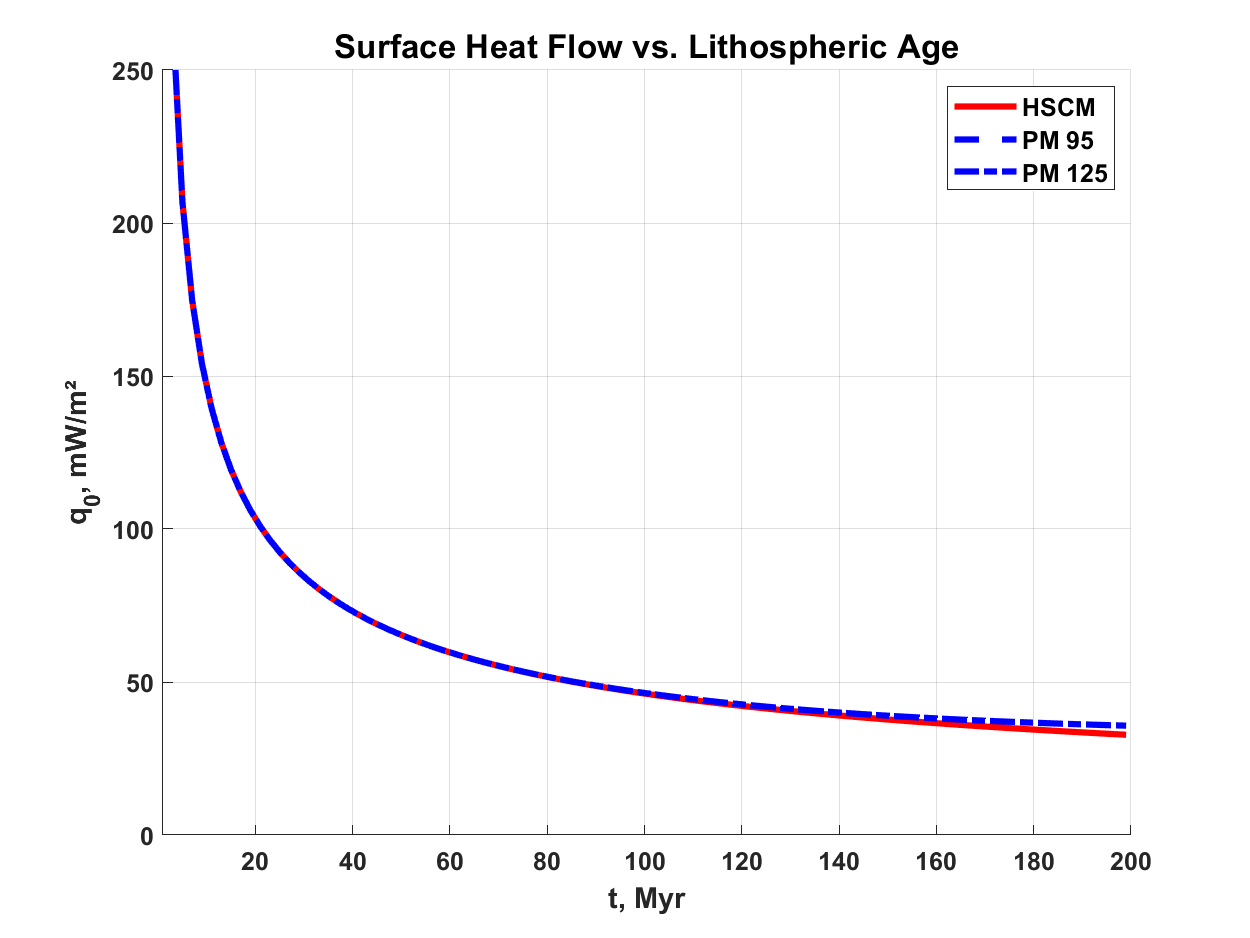 Surface Heat Flow vs. Lithospheric Age
250
200
150
100
50
0
q₀, mW/m²
HSCM
PM 95
PM 125
20 40 60 80 100 120 140 160 180 200
t, Myr